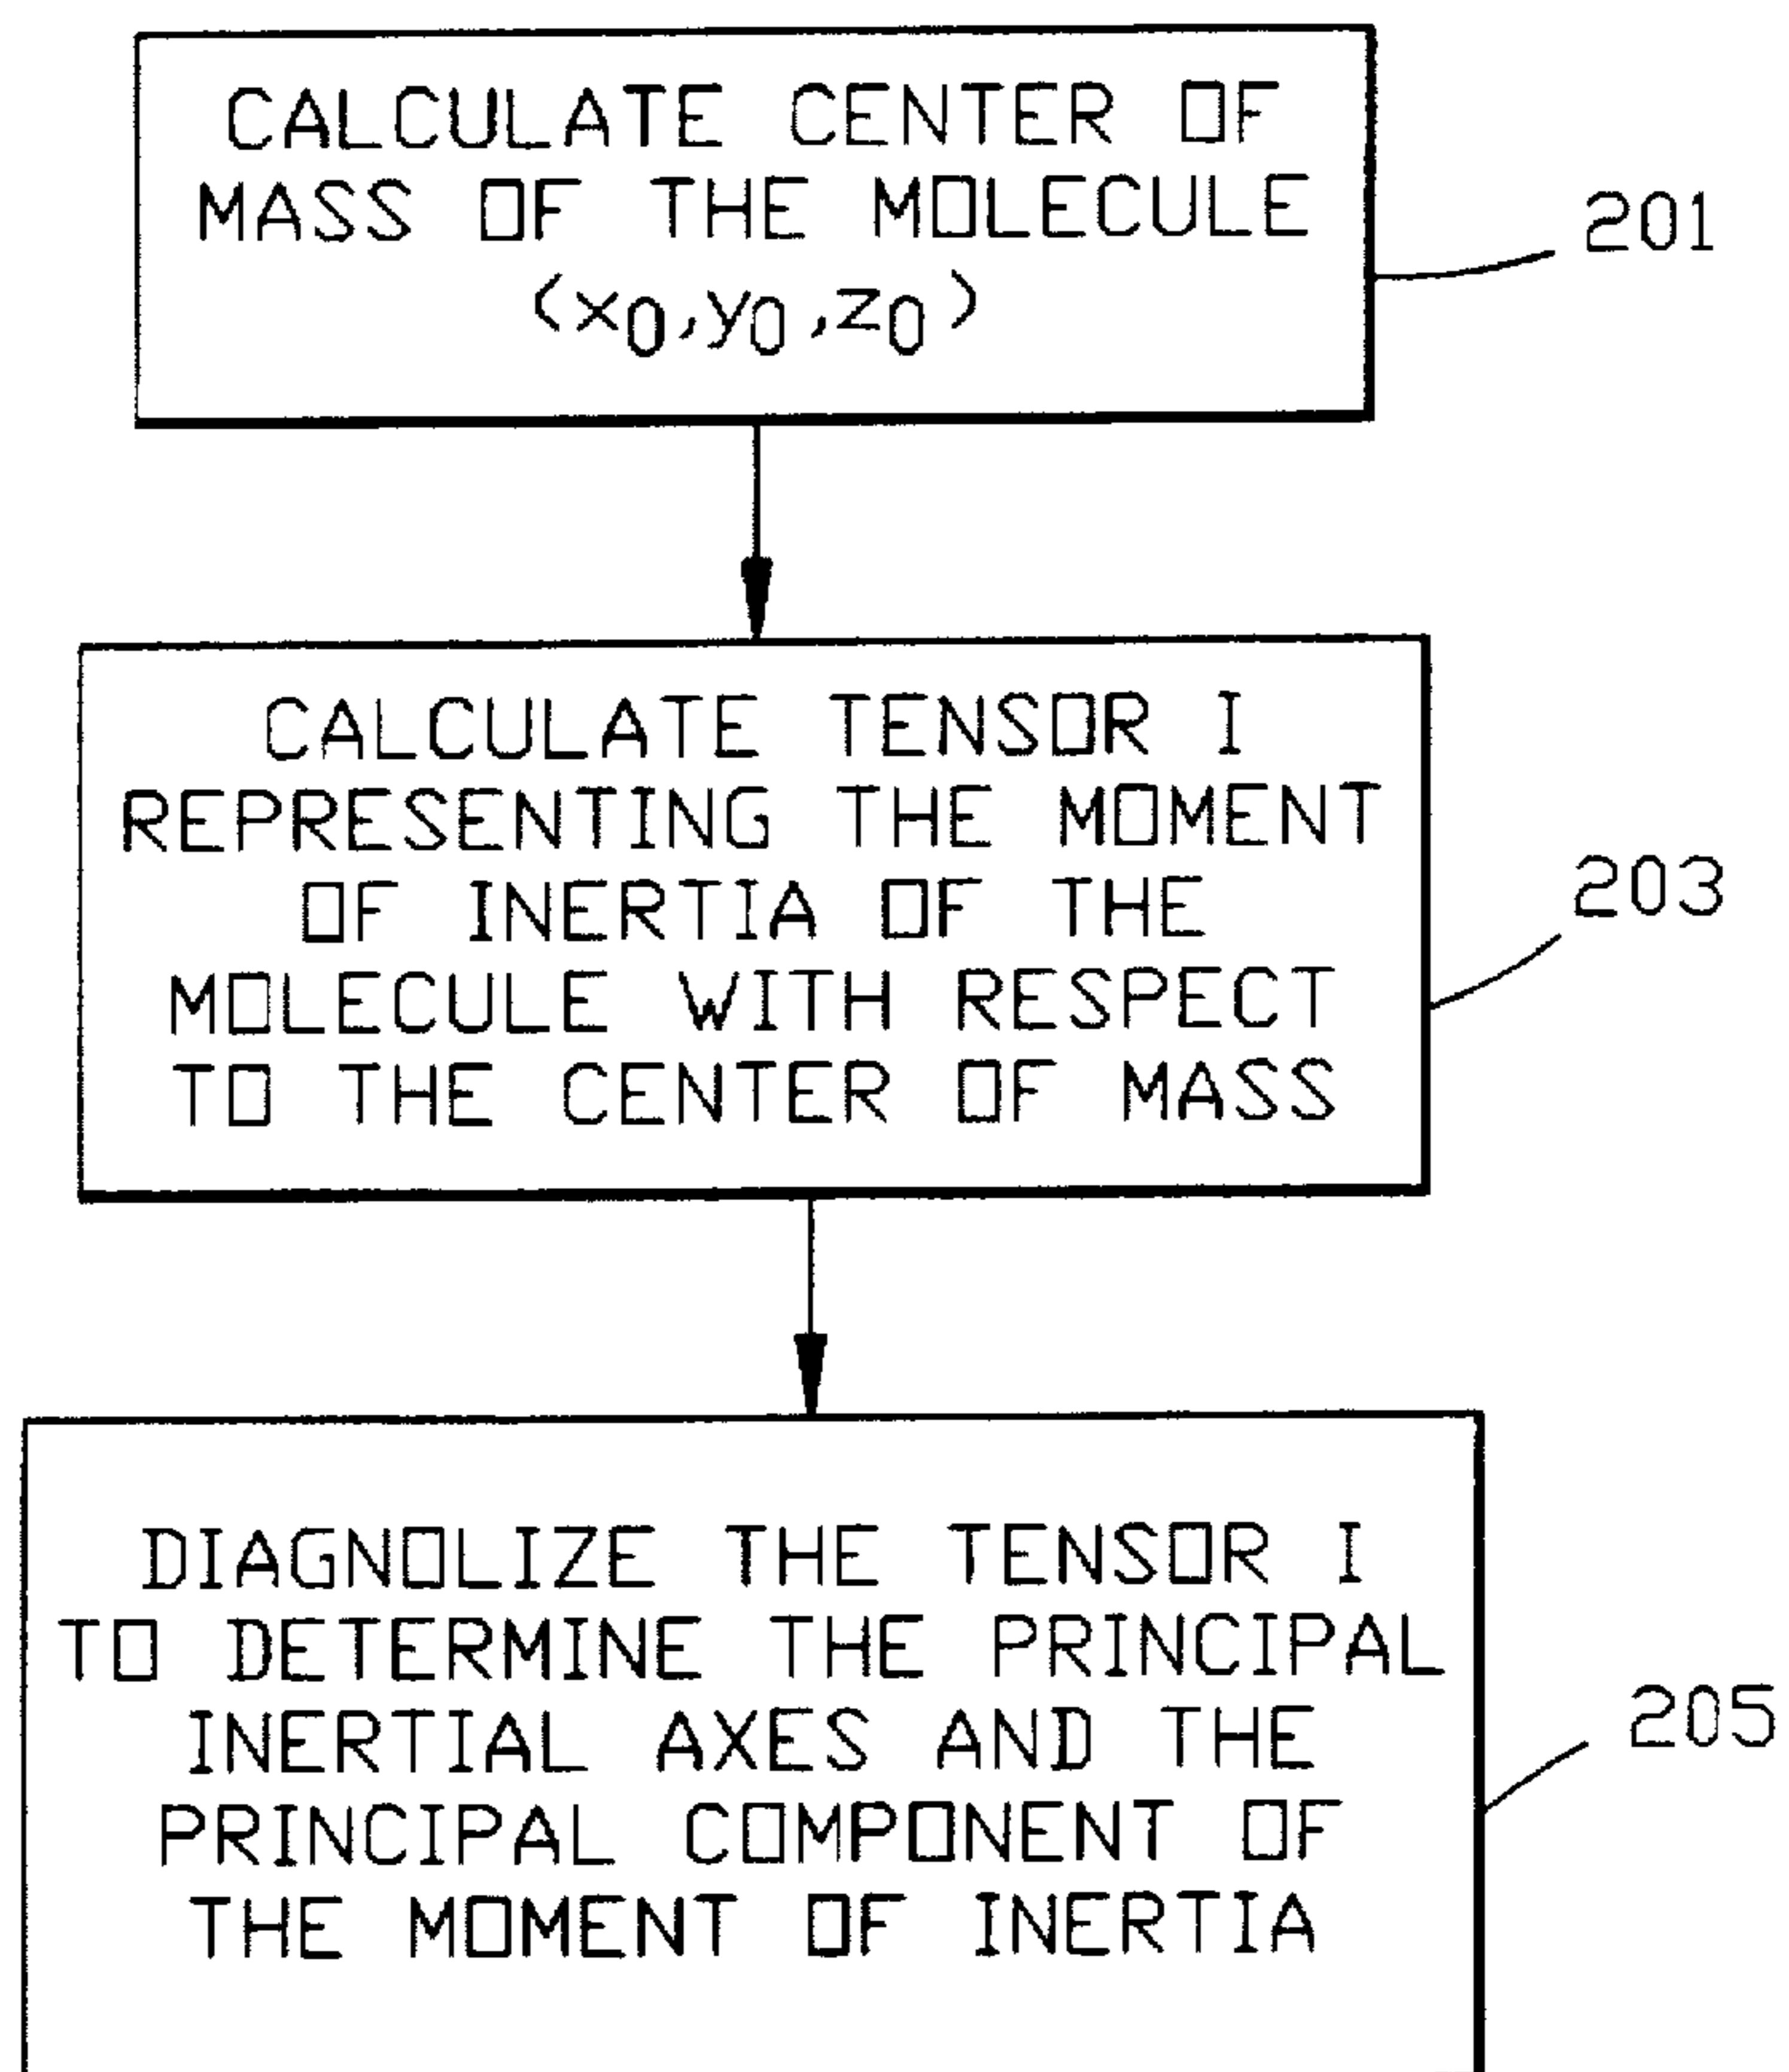 CALCULATE CENTER OF
MASS OF THE MOLECULE
(x0,y0,z0)
201
CALCULATE TENSOR I
REPRESENTING THE MOMENT
OF INERTIA OF THE
MOLECULE WITH RESPECT
TO THE CENTER OF MASS
203
DIAGNOLIZE THE TENSOR I
TO DETERMINE THE PRINCIPAL
INERTIAL AXES AND THE
PRINCIPAL COMPONENT OF
THE MOMENT OF INERTIA
205